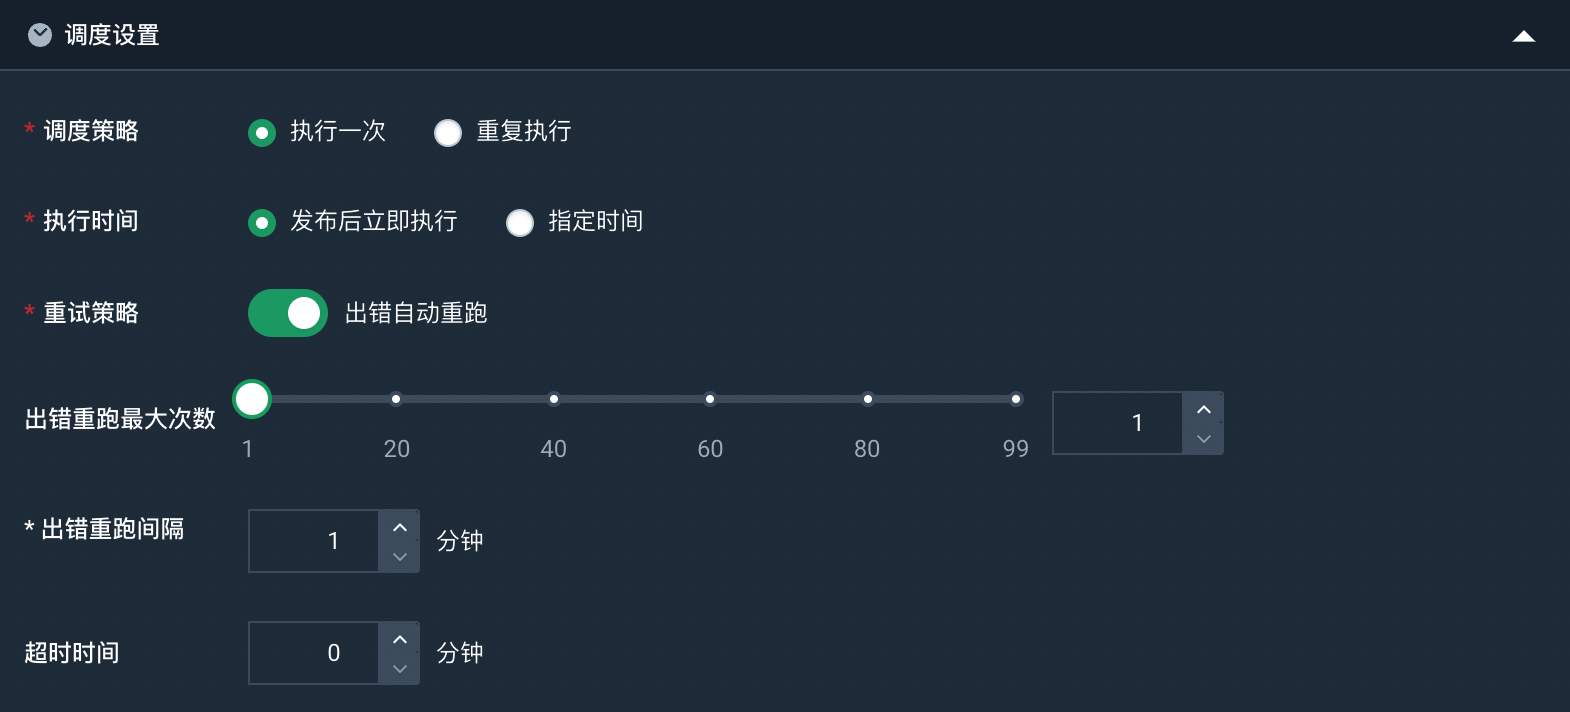 调度设置
* 调度策略 执行一次 重复执行
* 执行时间 发布后立即执行 指定时间
* 重试策略 出错自动重跑
出错重跑最大次数 1
1 20 40 60 80 99
* 出错重跑间隔 1 分钟
超时时间 0 分钟